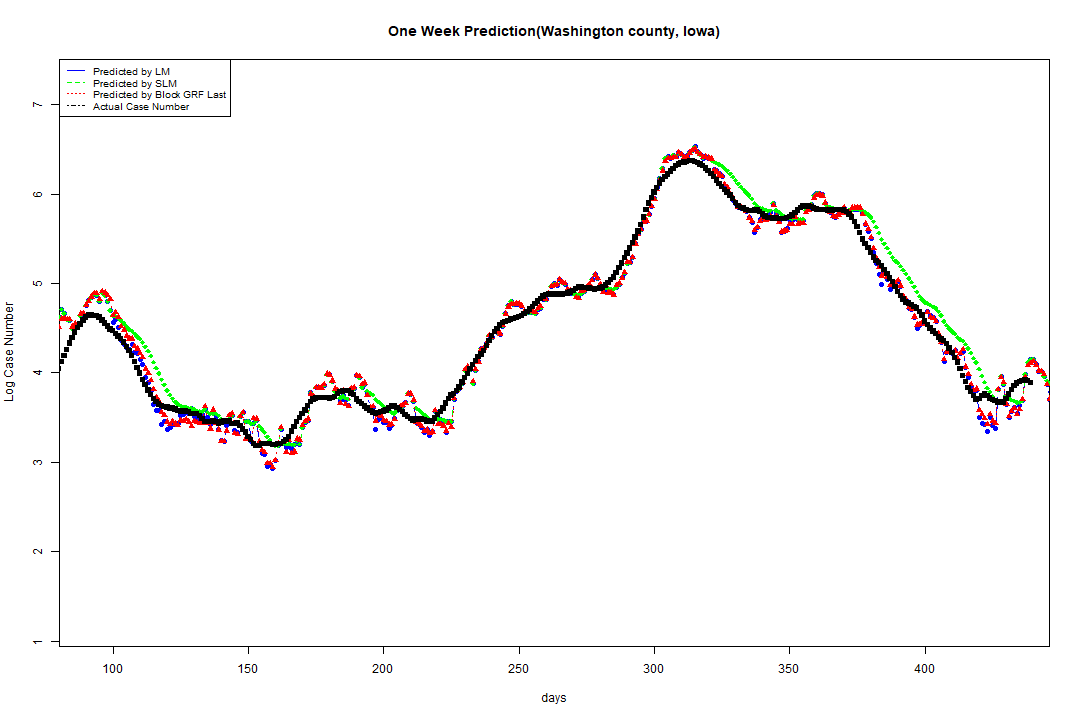 One Week Prediction(Washington county, Iowa)
Predicted by LM
Predicted by SLM
Predicted by Block GRF Last
Actual Case Number
7
6
5
4
3
2
1
Log Case Number
100 150 200 250 300 350 400
days